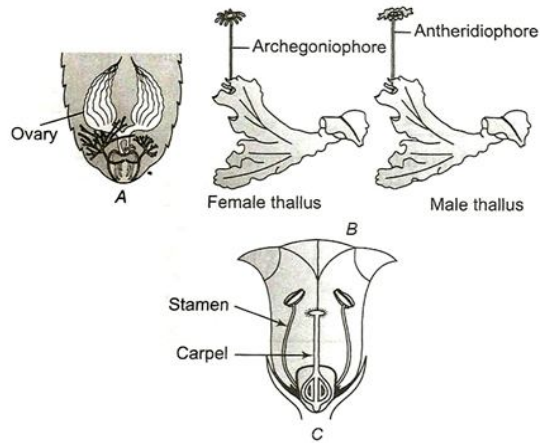 Archegoniophore
Antheridiophore
Ovary
A
Female thallus
Male thallus
B
Stamen
Carpel
C